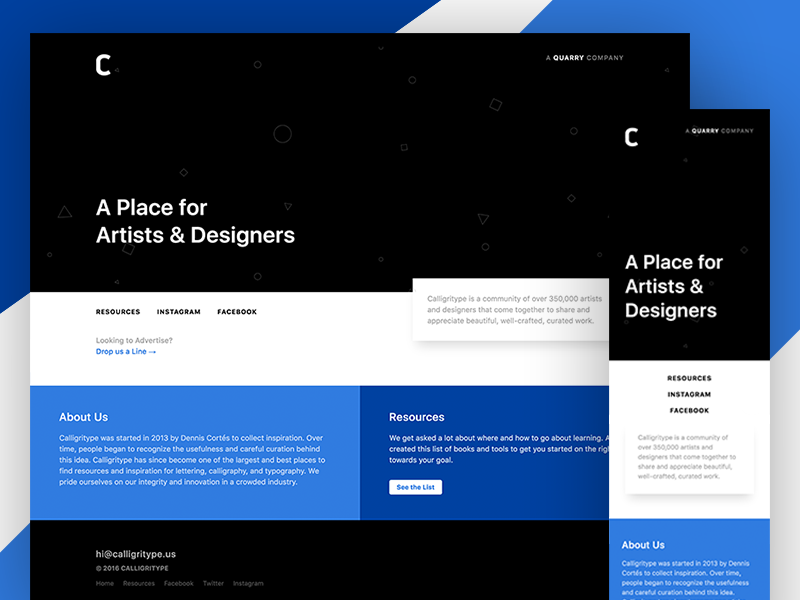 C
A QUARRY COMPANY
A Place for
Artists & Designers
RESOURCES INSTAGRAM FACEBOOK
Looking to Advertise?
Drop us a Line →
Calligritype is a community of over 350,000 artists
and designers that come together to share and
appreciate beautiful, well-crafted, curated work.
About Us
Calligritype was started in 2013 by Dennis Cortés to collect inspiration. Over
time, people began to recognize the usefulness and careful curation behind
this idea. Calligritype has since become one of the largest and best places to
find resources and inspiration for lettering, calligraphy, and typography. We
pride ourselves on our integrity and innovation in a crowded industry.
Resources
We get asked a lot about where and how to go about learning. A
created this list of books and tools to get you started on the righ
towards your goal.
See the List
hi@calligritype.us
© 2016 CALLIGRITYPE
Home Resources Facebook Twitter Instagram
C
A QUARRY COMPANY
A Place for
Artists &
Designers
RESOURCES
INSTAGRAM
FACEBOOK
Calligritype is a community of
over 350,000 artists and
designers that come together to
share and appreciate beautiful,
well-crafted, curated work.
About Us
Calligritype was started in 2013 by Dennis
Cortés to collect inspiration. Over time,
people began to recognize the usefulness
and careful curation behind this idea.